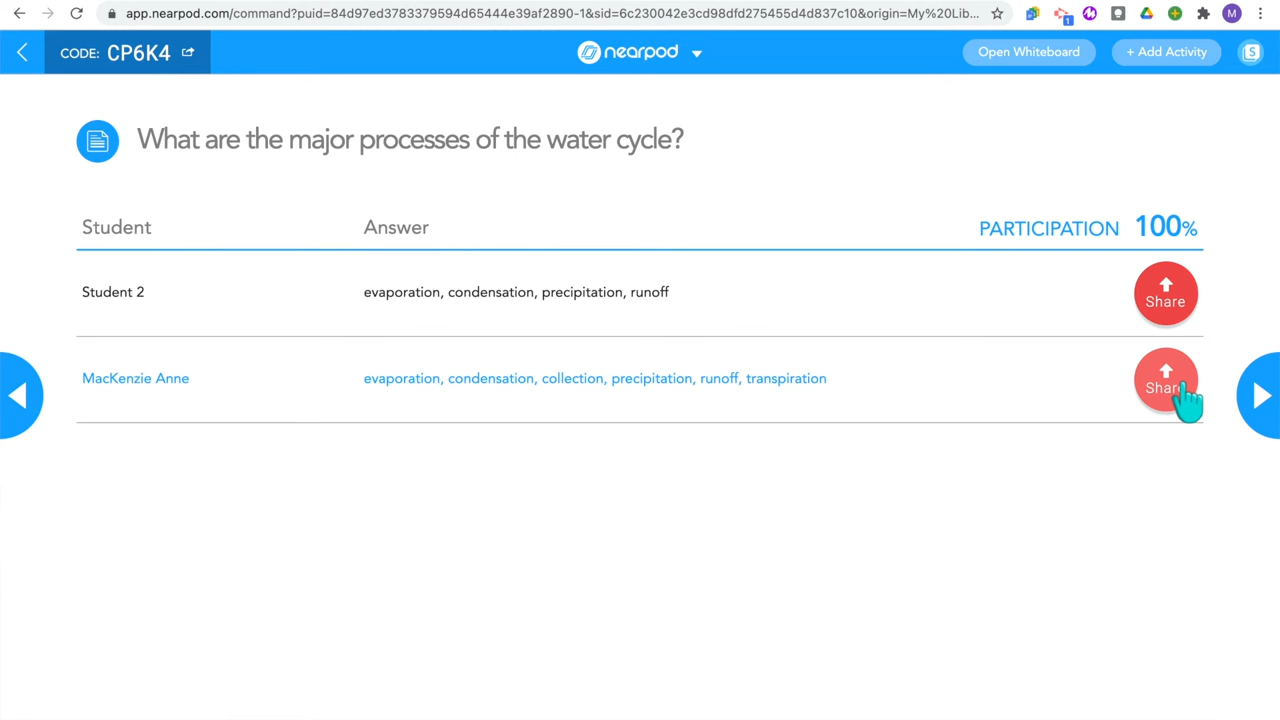 app.nearpod.com/command?puid=84d97ed3783379594d65444e39af2890-1&sid=6c230042e3cd98dfd275455d4d837c10&origin=My%20Lib...
1
M
CODE: CP6K4
nearpod
Open Whiteboard
+ Add Activity
S
What are the major processes of the water cycle?
Student
Answer
PARTICIPATION 100%
Student 2
evaporation, condensation, precipitation, runoff
Share
MacKenzie Anne
evaporation, condensation, collection, precipitation, runoff, transpiration
Share